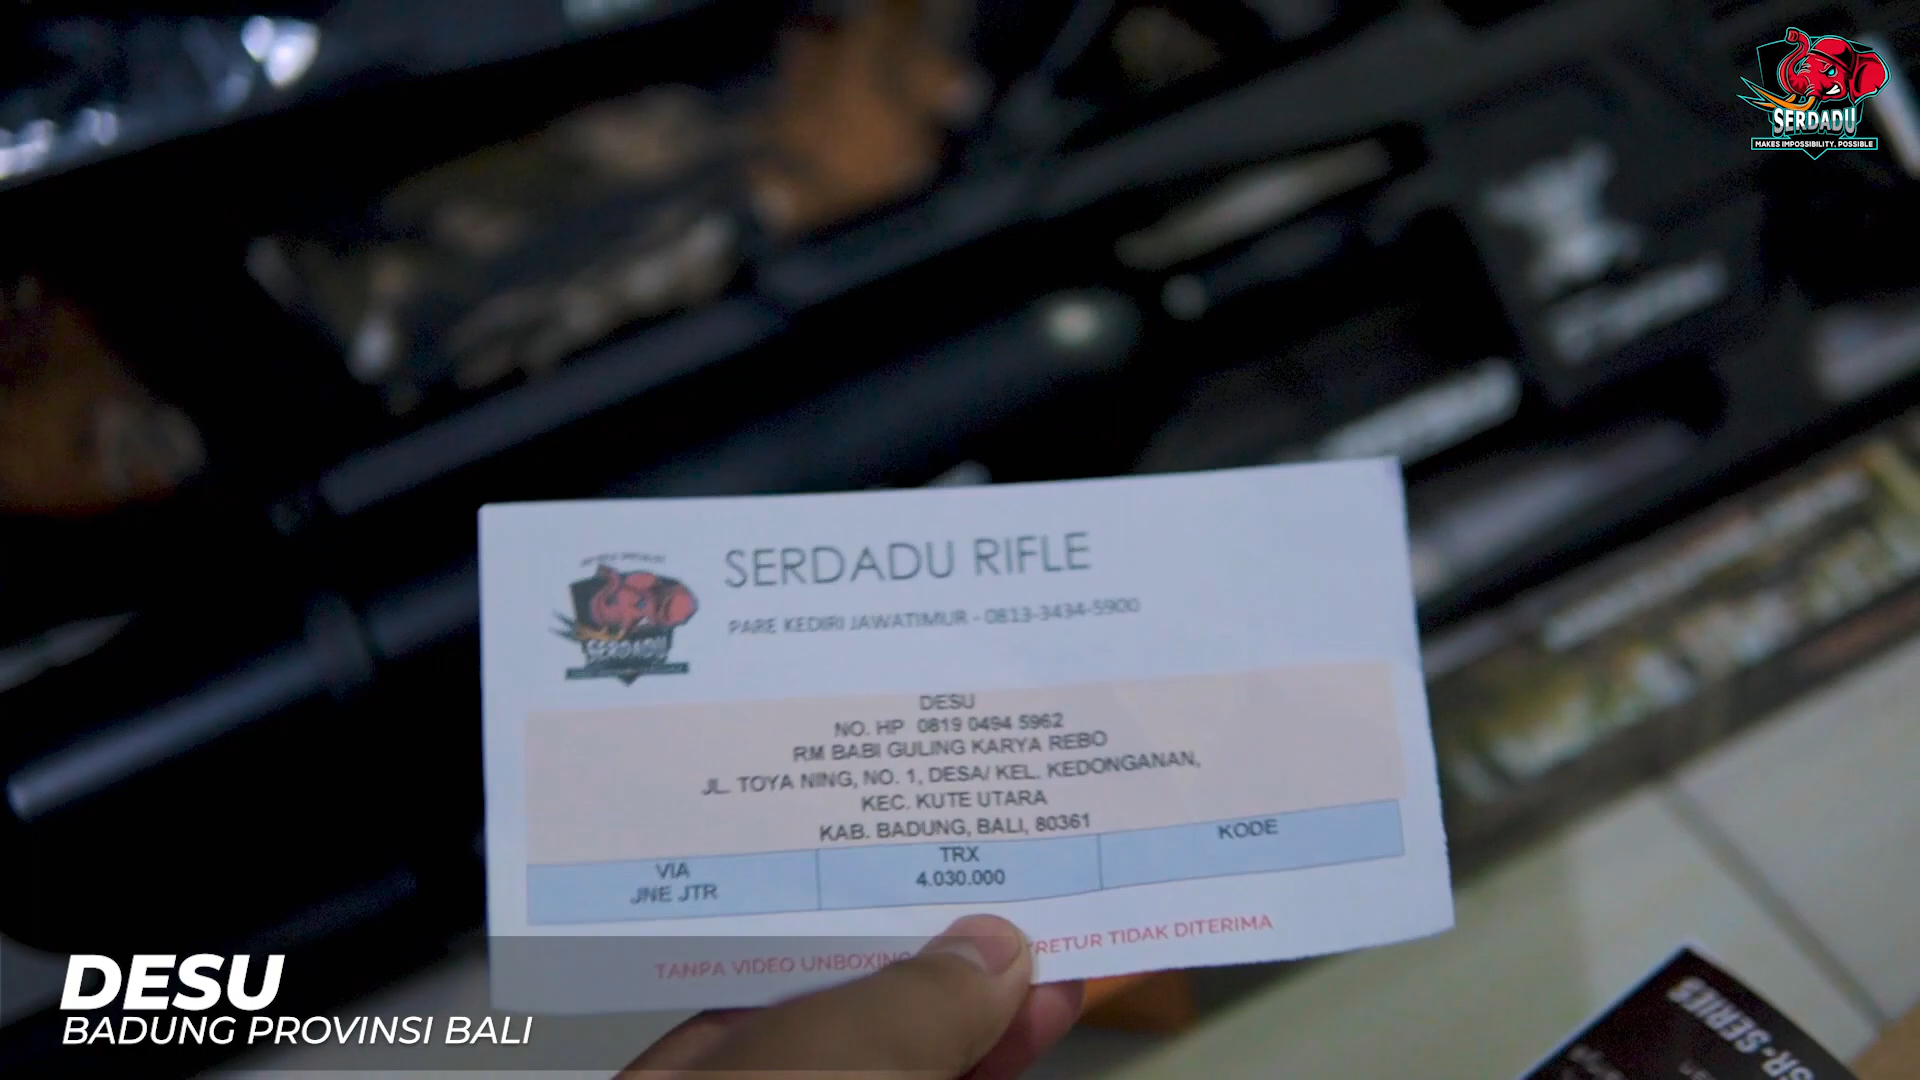 SERDADU
MAKES IMPOSSIBILITY, POSSIBLE
SERDADU RIFLE
PARE KEDIRI JAWATIMUR - 0813-3434-5900
SERDADU
DESU
NO. HP 0819 0494 5962
RM BABI GULING KARYA REBO
JL. TOYA NING, NO. 1, DESA/ KEL. KEDONGANAN,
KEC. KUTE UTARA
KAB. BADUNG, BALI, 80361
VIA
JNE JTR
TRX
4.030.000
KODE
TANPA VIDEO UNBOXING RETUR TIDAK DITERIMA
DESU
BADUNG PROVINSI BALI
SR-SERIES